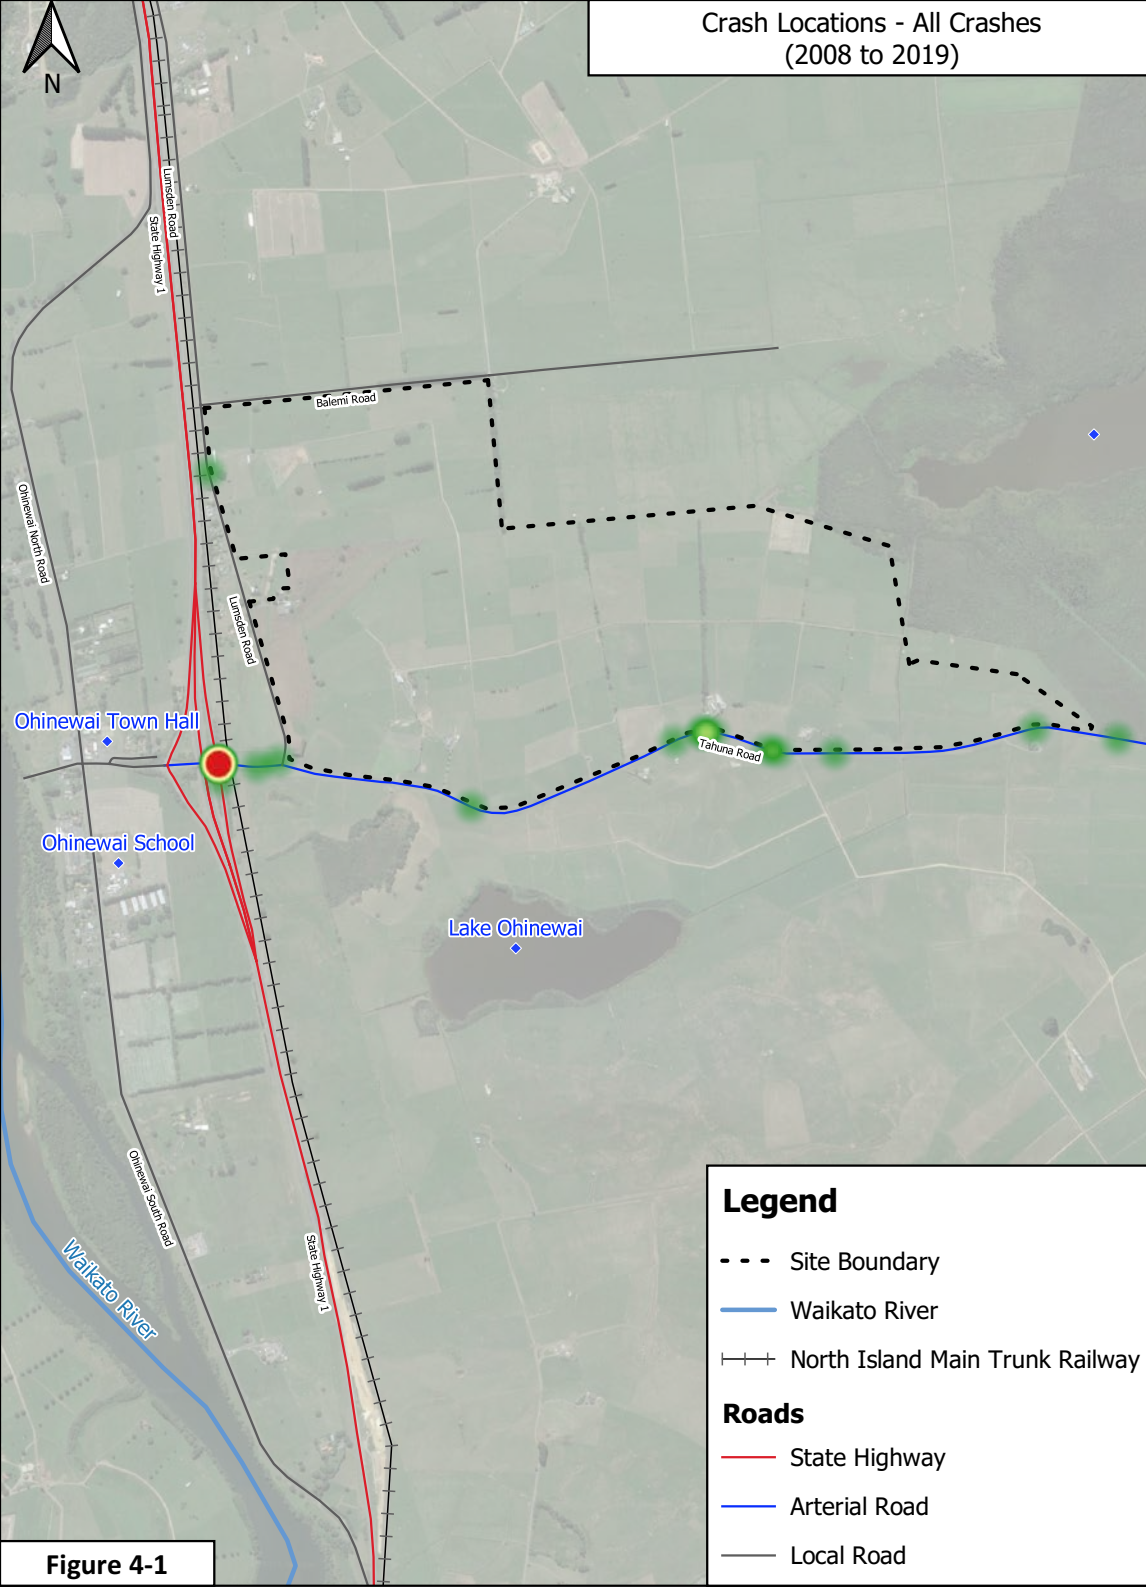 Crash Locations - All Crashes
(2008 to 2019)
N
Lumsden Road
State Highway 1
Balemi Road
Ohinewai North Road
Lumsden Road
Ohinewai Town Hall
Tahuna Road
Ohinewai School
Lake Ohinewai
Ohinewai South Road
State Highway 1
Waikato River
Legend
Site Boundary
Waikato River
North Island Main Trunk Railway
Roads
State Highway
Arterial Road
Local Road
Figure 4-1